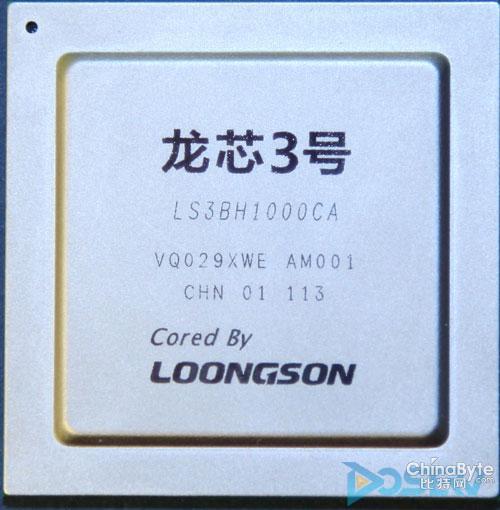 龙芯3号
LS3BH1000CA
VQ029XWE AM001
CHN 01 113
Cored By
LOONGSON
ChinaByte
比特网